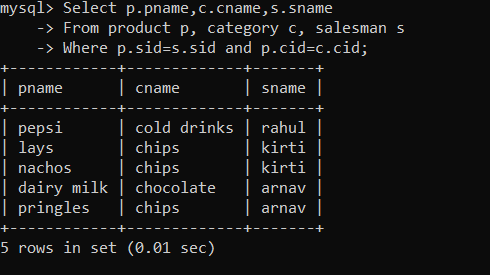 mysql> Select p.pname,c.cname,s.sname
    -> From product p, category c, salesman s
    -> Where p.sid=s.sid and p.cid=c.cid;
+------------+-------------+-------+
| pname      | cname       | sname |
+------------+-------------+-------+
| pepsi      | cold drinks | rahul |
| lays       | chips       | kirti |
| nachos     | chips       | kirti |
| dairy milk | chocolate   | arnav |
| pringles   | chips       | arnav |
+------------+-------------+-------+
5 rows in set (0.01 sec)